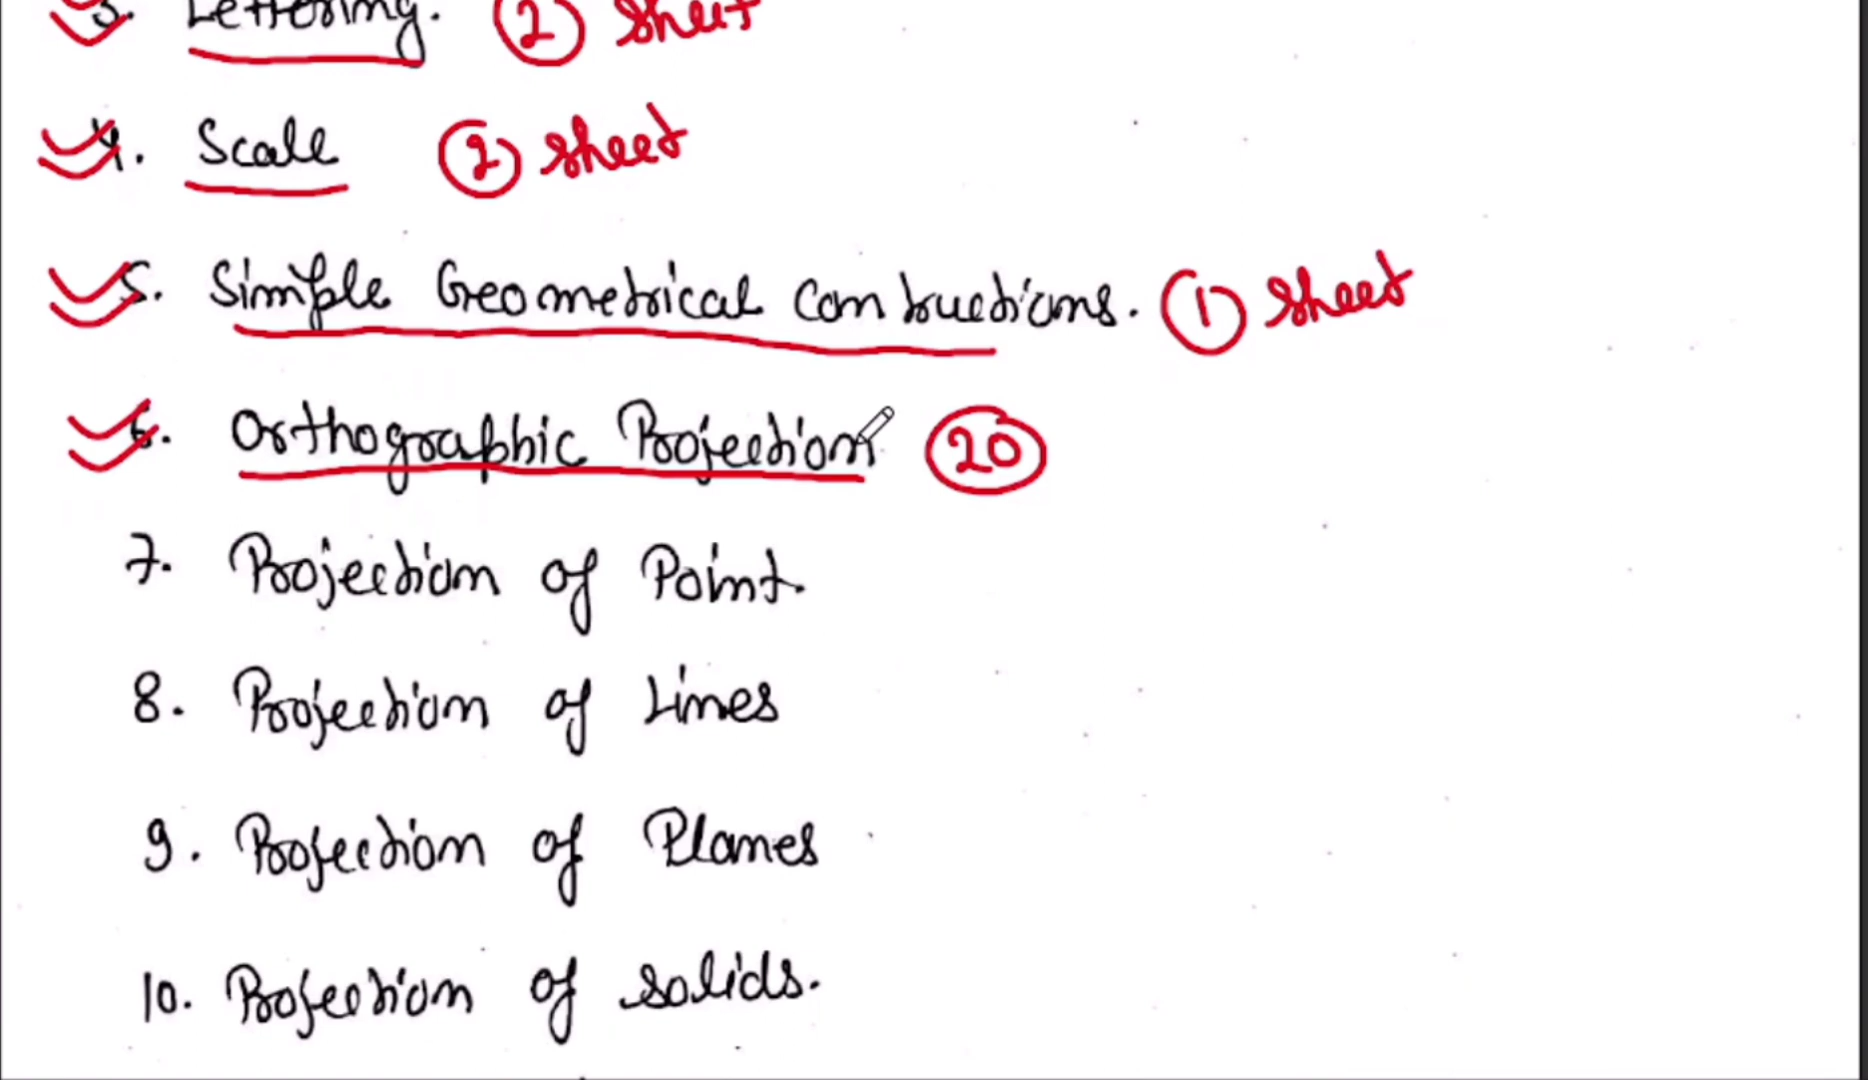 3. Lettering. 2 sheet
4. Scale 2 sheet
5. Simple Geometrical Contructions. 1 sheet
6. Orthographic Projection 20
7. Projection of Point.
8. Projection of Lines
9. Projection of Planes
10. Projection of solids.